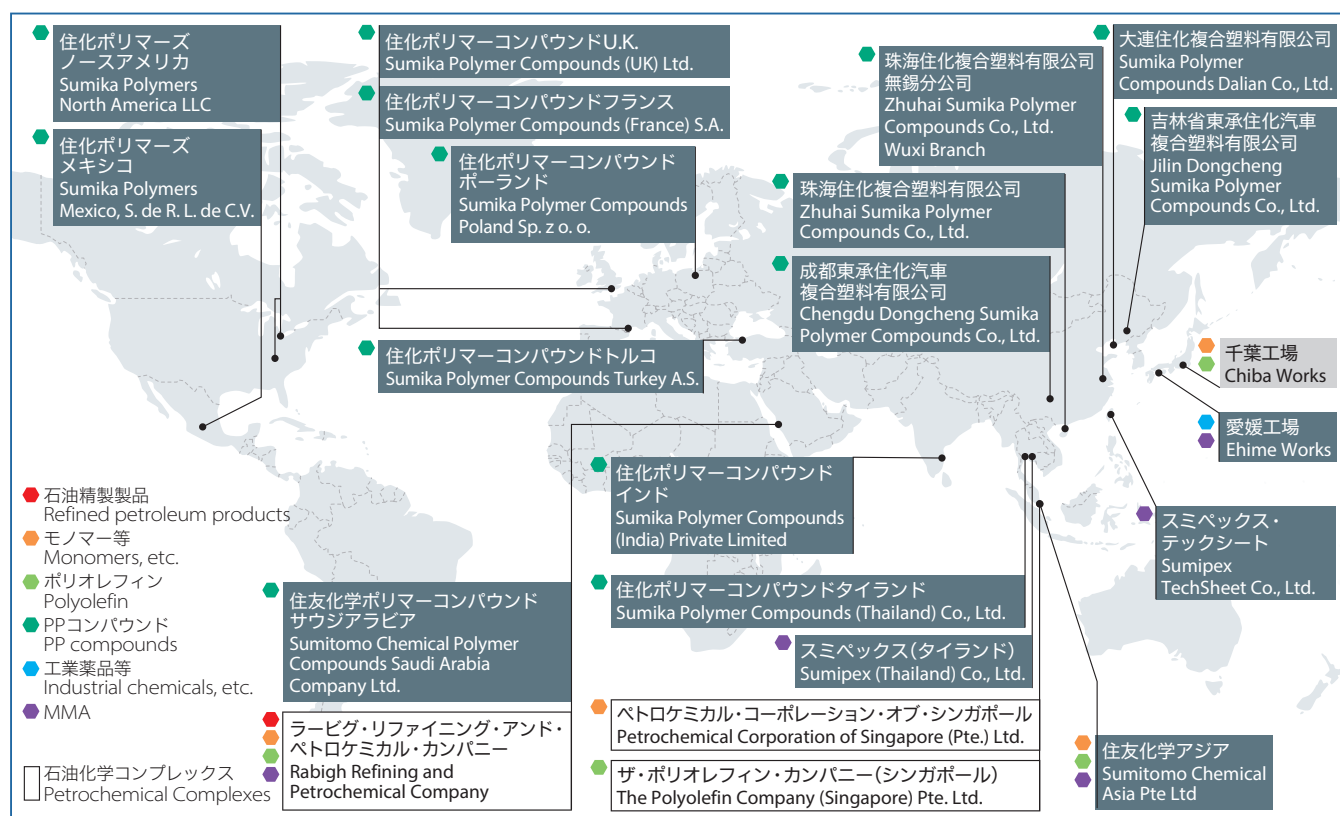 住化ポリマーズ
ノースアメリカ
Sumika Polymers
North America LLC
住化ポリマーズ
メキシコ
Sumika Polymers
Mexico, S. de R. L. de C.V.
住化ポリマーコンパウンドU.K.
Sumika Polymer Compounds (UK) Ltd.
住化ポリマーコンパウンドフランス
Sumika Polymer Compounds (France) S.A.
住化ポリマーコンパウンド
ポーランド
Sumika Polymer Compounds
Poland Sp. z o. o.
住化ポリマーコンパウンドトルコ
Sumika Polymer Compounds Turkey A.S.
珠海住化複合塑料有限公司
無錫分公司
Zhuhai Sumika Polymer
Compounds Co., Ltd.
Wuxi Branch
珠海住化複合塑料有限公司
Zhuhai Sumika Polymer
Compounds Co., Ltd.
成都東承住化汽車
複合塑料有限公司
Chengdu Dongcheng Sumika
Polymer Compounds Co., Ltd.
大連住化複合塑料有限公司
Sumika Polymer
Compounds Dalian Co., Ltd.
吉林省東承住化汽車
複合塑料有限公司
Jilin Dongcheng
Sumika Polymer
Compounds Co., Ltd.
千葉工場
Chiba Works
愛媛工場
Ehime Works
住化ポリマーコンパウンド
インド
Sumika Polymer Compounds
(India) Private Limited
スミペックス・
テックシート
Sumipex
TechSheet Co., Ltd.
住化ポリマーコンパウンドタイランド
Sumika Polymer Compounds (Thailand) Co., Ltd.
スミペックス(タイランド)
Sumipex (Thailand) Co., Ltd.
住友化学ポリマーコンパウンド
サウジアラビア
Sumitomo Chemical Polymer
Compounds Saudi Arabia
Company Ltd.
ラービグ・リファイニング・アンド・
ペトロケミカル・カンパニー
Rabigh Refining and
Petrochemical Company
ペトロケミカル・コーポレーション・オブ・シンガポール
Petrochemical Corporation of Singapore (Pte.) Ltd.
ザ・ポリオレフィン・カンパニー(シンガポール)
The Polyolefin Company (Singapore) Pte. Ltd.
住友化学アジア
Sumitomo Chemical
Asia Pte Ltd
石油精製製品
Refined petroleum products
モノマー等
Monomers, etc.
ポリオレフィン
Polyolefin
PPコンパウンド
PP compounds
工業薬品等
Industrial chemicals, etc.
MMA
石油化学コンプレックス
Petrochemical Complexes